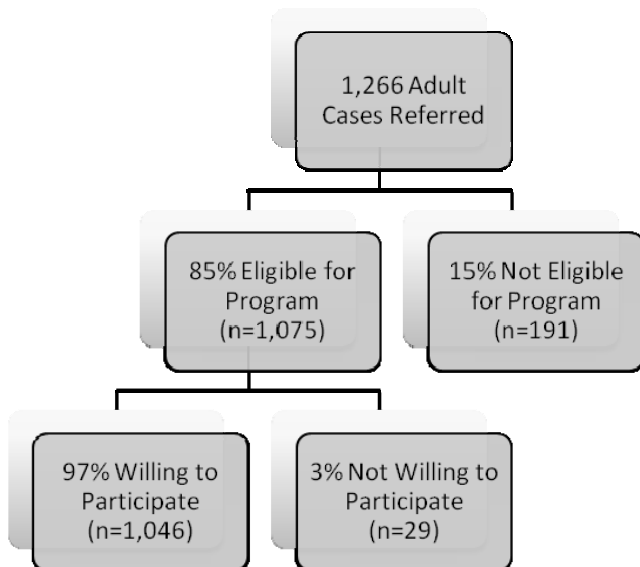 1,266 Adult
Cases Referred
85% Eligible for
Program
(n=1,075)
15% Not Eligible
for Program
(n=191)
97% Willing to
Participate
(n=1,046)
3% Not Willing to
Participate
(n=29)